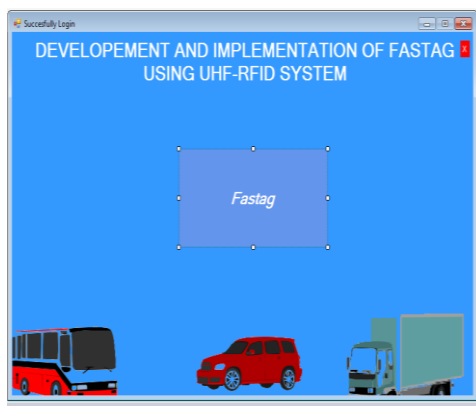 Succesfully Login
DEVELOPEMENT AND IMPLEMENTATION OF FASTAG
X
USING UHF-RFID SYSTEM
Fastag